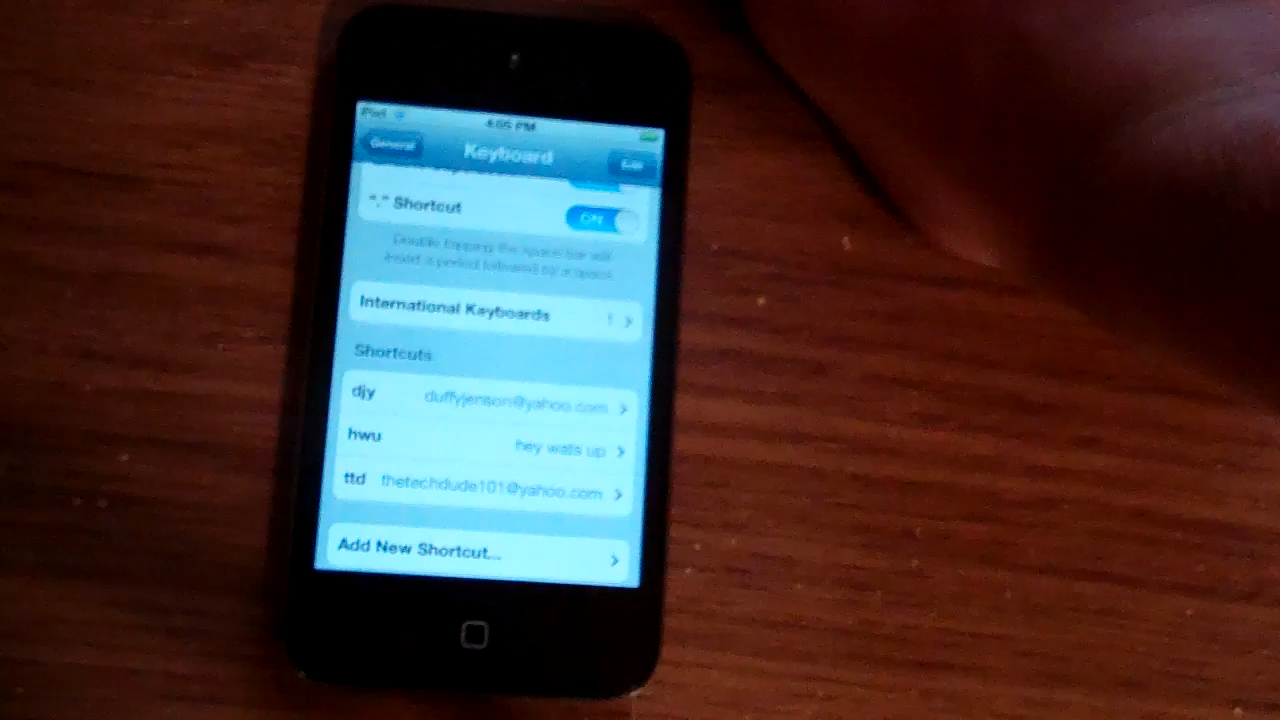 iPod 4:05 PM
General Keyboard Edit
"." Shortcut ON
Double tapping the space bar will
insert a period followed by a space.
International Keyboards 1
Shortcuts
djy duffyjenson@yahoo.com
hwu hey wats up
ttd thetechdude101@yahoo.com
Add New Shortcut...